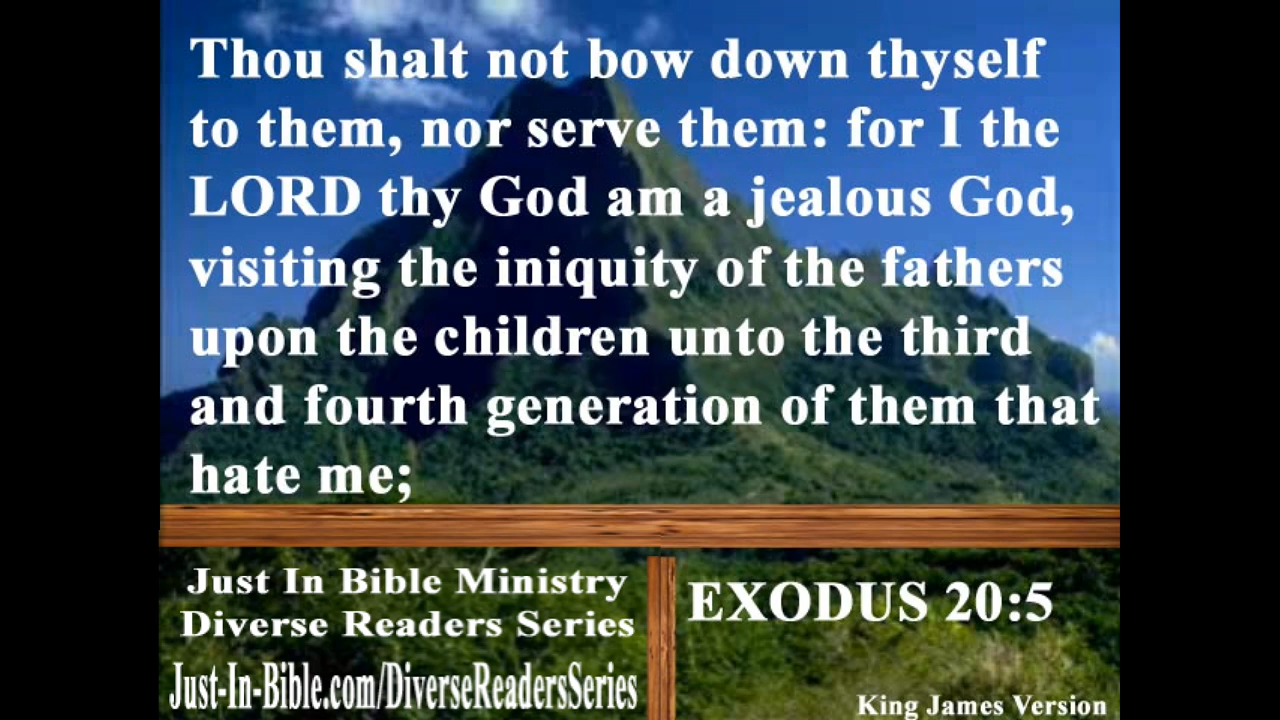 Thou shalt not bow down thyself
to them, nor serve them: for I the
LORD thy God am a jealous God,
visiting the iniquity of the fathers
upon the children unto the third
and fourth generation of them that
hate me;
Just In Bible Ministry
Diverse Readers Series
Just-In-Bible.com/DiverseReadersSeries
EXODUS 20:5
King James Version